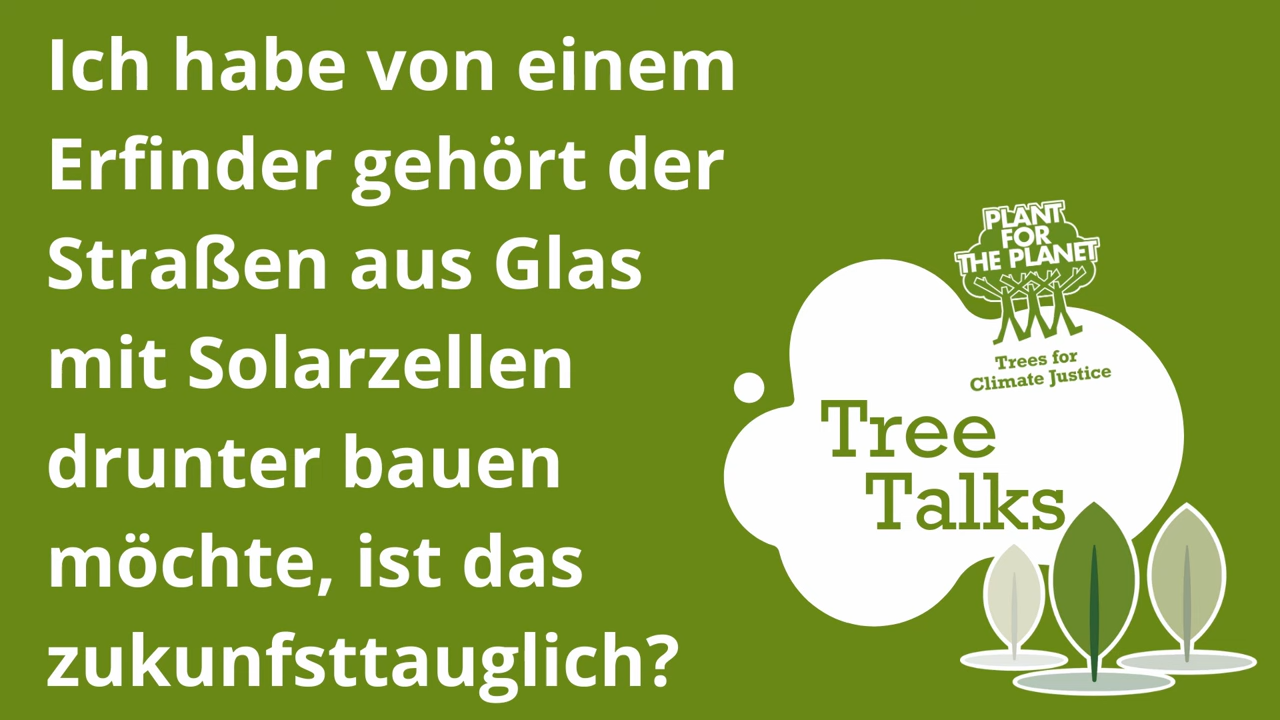 Ich habe von einem
Erfinder gehört der
Straßen aus Glas
mit Solarzellen
drunter bauen
möchte, ist das
zukunfsttauglich?
PLANT
FOR
THE PLANET
Trees for
Climate Justice
Tree
Talks